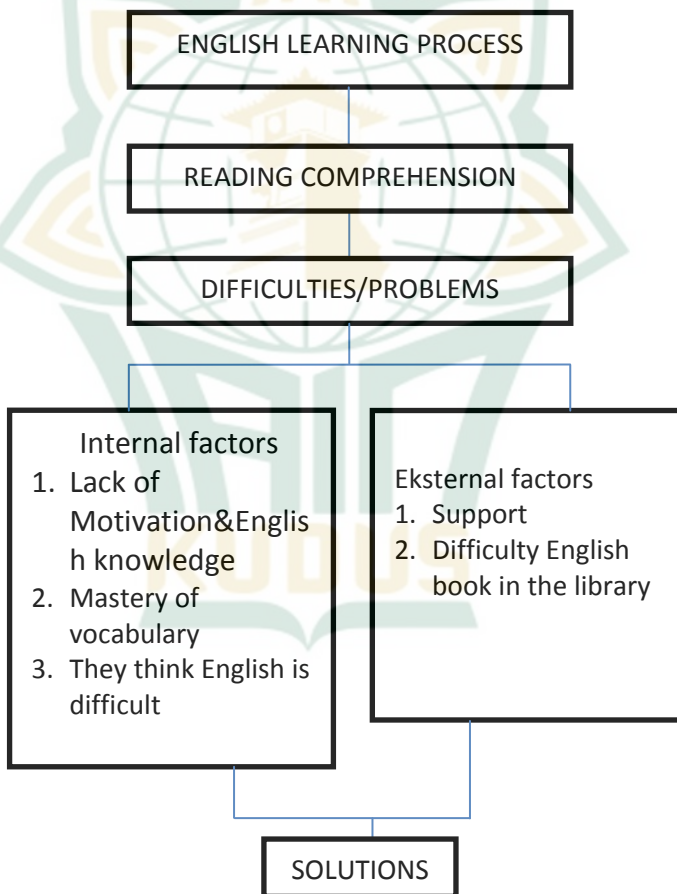 ENGLISH LEARNING PROCESS
READING COMPREHENSION
DIFFICULTIES/PROBLEMS
Internal factors
1. Lack of
Motivation&Englis
h knowledge
2. Mastery of
vocabulary
3. They think English is
difficult
Eksternal factors
1. Support
2. Difficulty English
book in the library
KUDUS
SOLUTIONS